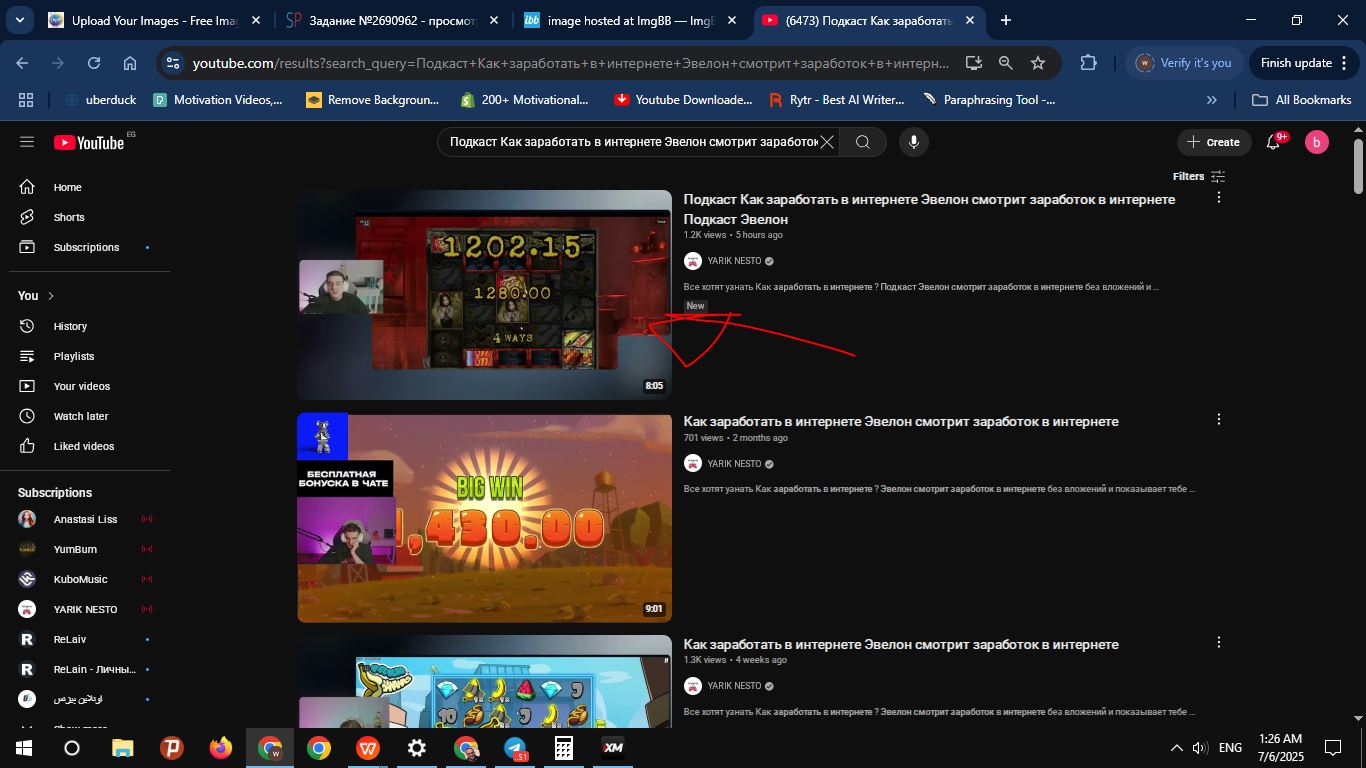 Upload Your Images - Free Imag
Задание №2690962 - просмотр
image hosted at ImgBB — ImgB
(6473) Подкаст Как заработать
youtube.com/results?search_query=Подкаст+Как+заработать+в+интернете+Эвелон+смотрит+заработок+в+интерн...
Verify it's you
Finish update
uberduck
Motivation Videos,...
Remove Backgroun...
200+ Motivational...
Youtube Downloade...
Rytr - Best AI Writer...
Paraphrasing Tool -...
All Bookmarks
YouTube EG
Подкаст Как заработать в интернете Эвелон смотрит заработок
Create
9+
b
Filters
Home
Shorts
Subscriptions
You
History
Playlists
Your videos
Watch later
Liked videos
Subscriptions
Anastasi Liss
YumBum
KuboMusic
YARIK NESTO
ReLaiv
ReLain - Личны...
اونلاين بيزنس
1202.15
1280.00
4 WAYS
8:05
Подкаст Как заработать в интернете Эвелон смотрит заработок в интернете
Подкаст Эвелон
1.2K views • 5 hours ago
YARIK NESTO
Все хотят узнать Как заработать в интернете ? Подкаст Эвелон смотрит заработок в интернете без вложений и ...
New
БЕСПЛАТНАЯ
БОНУСКА В ЧАТЕ
BIG WIN
1,430.00
9:01
Как заработать в интернете Эвелон смотрит заработок в интернете
701 views • 2 months ago
YARIK NESTO
Все хотят узнать Как заработать в интернете ? Эвелон смотрит заработок в интернете без вложений и показывает тебе ...
Как заработать в интернете Эвелон смотрит заработок в интернете
1.3K views • 4 weeks ago
YARIK NESTO
Все хотят узнать Как заработать в интернете ? Эвелон смотрит заработок в интернете без вложений и показывает тебе ...
51
XM
ENG
1:26 AM
7/6/2025